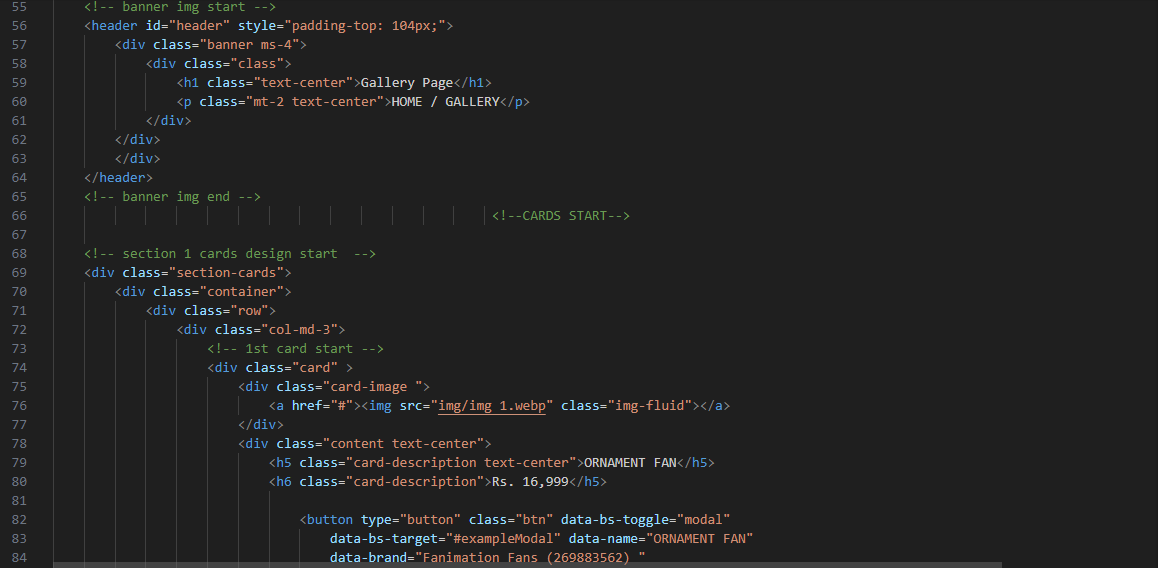 55 <!-- banner img start -->
56 <header id="header" style="padding-top: 104px;">
57 <div class="banner ms-4">
58 <div class="class">
59 <h1 class="text-center">Gallery Page</h1>
60 <p class="mt-2 text-center">HOME / GALLERY</p>
61 </div>
62 </div>
63 </div>
64 </header>
65 <!-- banner img end -->
66 <!--CARDS START-->
67
68 <!-- section 1 cards design start  -->
69 <div class="section-cards">
70 <div class="container">
71 <div class="row">
72 <div class="col-md-3">
73 <!-- 1st card start -->
74 <div class="card" >
75 <div class="card-image ">
76 <a href="#"><img src="img/img 1.webp" class="img-fluid"></a>
77 </div>
78 <div class="content text-center">
79 <h5 class="card-description text-center">ORNAMENT FAN</h5>
80 <h6 class="card-description">Rs. 16,999</h5>
81
82 <button type="button" class="btn" data-bs-toggle="modal"
83 data-bs-target="#exampleModal" data-name="ORNAMENT FAN"
84 data-brand="Fanimation Fans (269883562) "